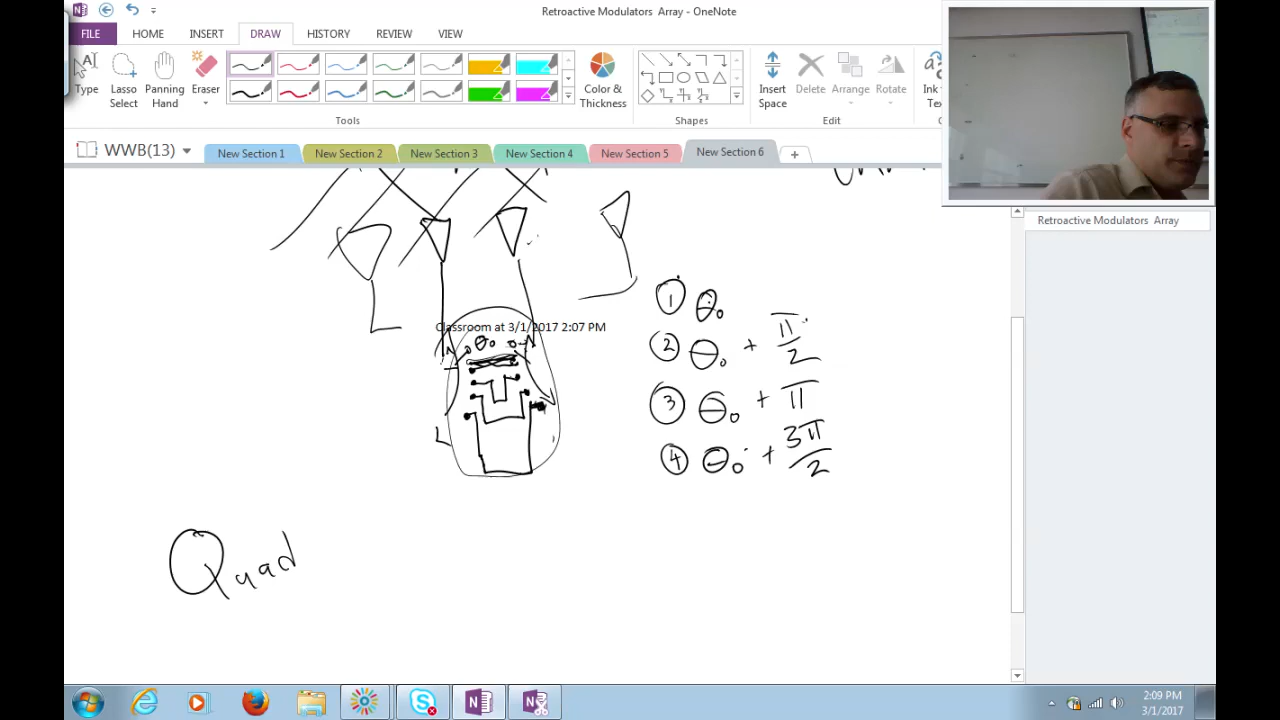 Retroactive Modulators Array - OneNote
FILE HOME INSERT DRAW HISTORY REVIEW VIEW
Type
Lasso Select
Panning Hand
Eraser
Color & Thickness
Insert Space
Delete
Arrange
Rotate
Ink to
Tools
Shapes
Edit
WWB(13)
New Section 1
New Section 2
New Section 3
New Section 4
New Section 5
New Section 6
Retroactive Modulators Array
① θ₀
Classroom at 3/1/2017 2:07 PM
θ₀
② θ₀ + π/2
③ θ₀ + π
④ θ₀ + 3π/2
Quad
2:09 PM
3/1/2017